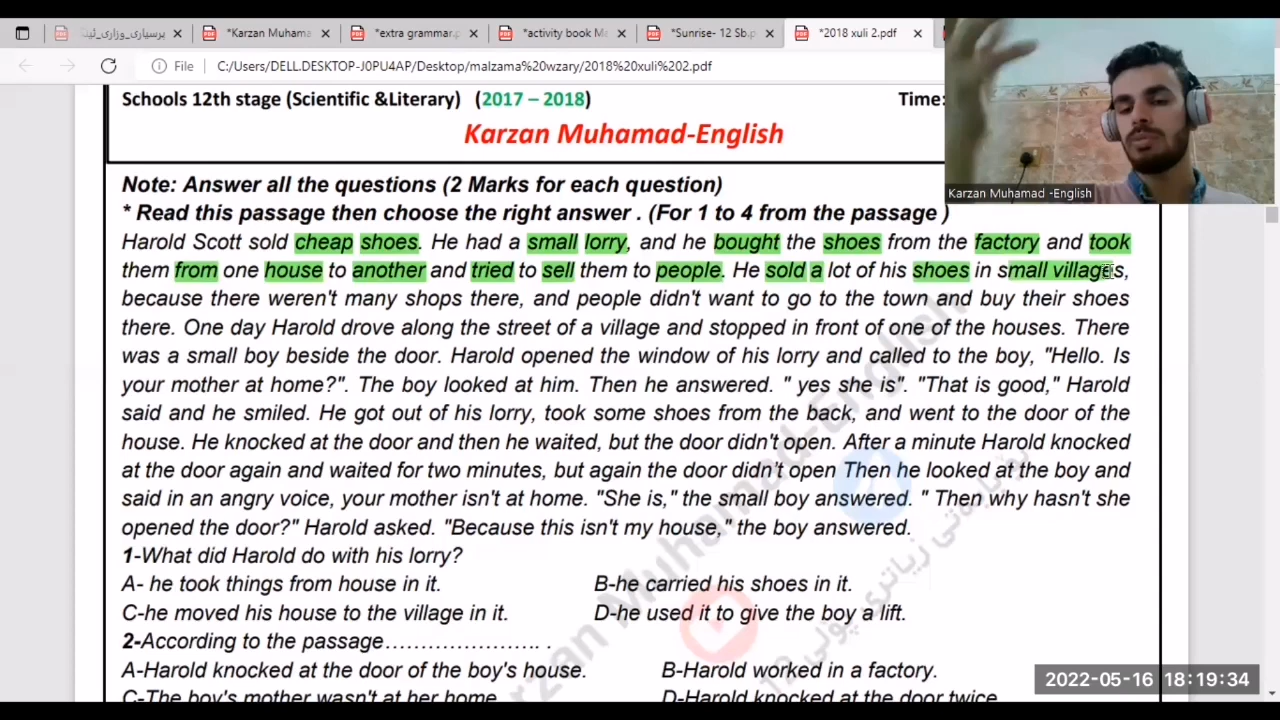 پرسیاری_وزاری_ئینگ
*Karzan Muhama
*extra grammar.p
*activity book Ma
*Sunrise- 12 Sb.p
*2018 xuli 2.pdf
File C:/Users/DELL.DESKTOP-J0PU4AP/Desktop/malzama%20wzary/2018%20xuli%202.pdf
Schools 12th stage (Scientific &Literary) (2017 – 2018) Time:
Karzan Muhamad-English
Karzan Muhamad -English
Note: Answer all the questions (2 Marks for each question)
* Read this passage then choose the right answer . (For 1 to 4 from the passage )
Harold Scott sold cheap shoes. He had a small lorry, and he bought the shoes from the factory and took
them from one house to another and tried to sell them to people. He sold a lot of his shoes in small villages,
because there weren't many shops there, and people didn't want to go to the town and buy their shoes
there. One day Harold drove along the street of a village and stopped in front of one of the houses. There
was a small boy beside the door. Harold opened the window of his lorry and called to the boy, "Hello. Is
your mother at home?". The boy looked at him. Then he answered. " yes she is". "That is good," Harold
said and he smiled. He got out of his lorry, took some shoes from the back, and went to the door of the
house. He knocked at the door and then he waited, but the door didn't open. After a minute Harold knocked
at the door again and waited for two minutes, but again the door didn't open Then he looked at the boy and
said in an angry voice, your mother isn't at home. "She is," the small boy answered. " Then why hasn't she
opened the door?" Harold asked. "Because this isn't my house," the boy answered.
1-What did Harold do with his lorry?
A- he took things from house in it. B-he carried his shoes in it.
C-he moved his house to the village in it. D-he used it to give the boy a lift.
2-According to the passage………………….. .
A-Harold knocked at the door of the boy's house. B-Harold worked in a factory.
C-The boy's mother wasn't at her home D-Harold knocked at the door twice
2022-05-16 18:19:34